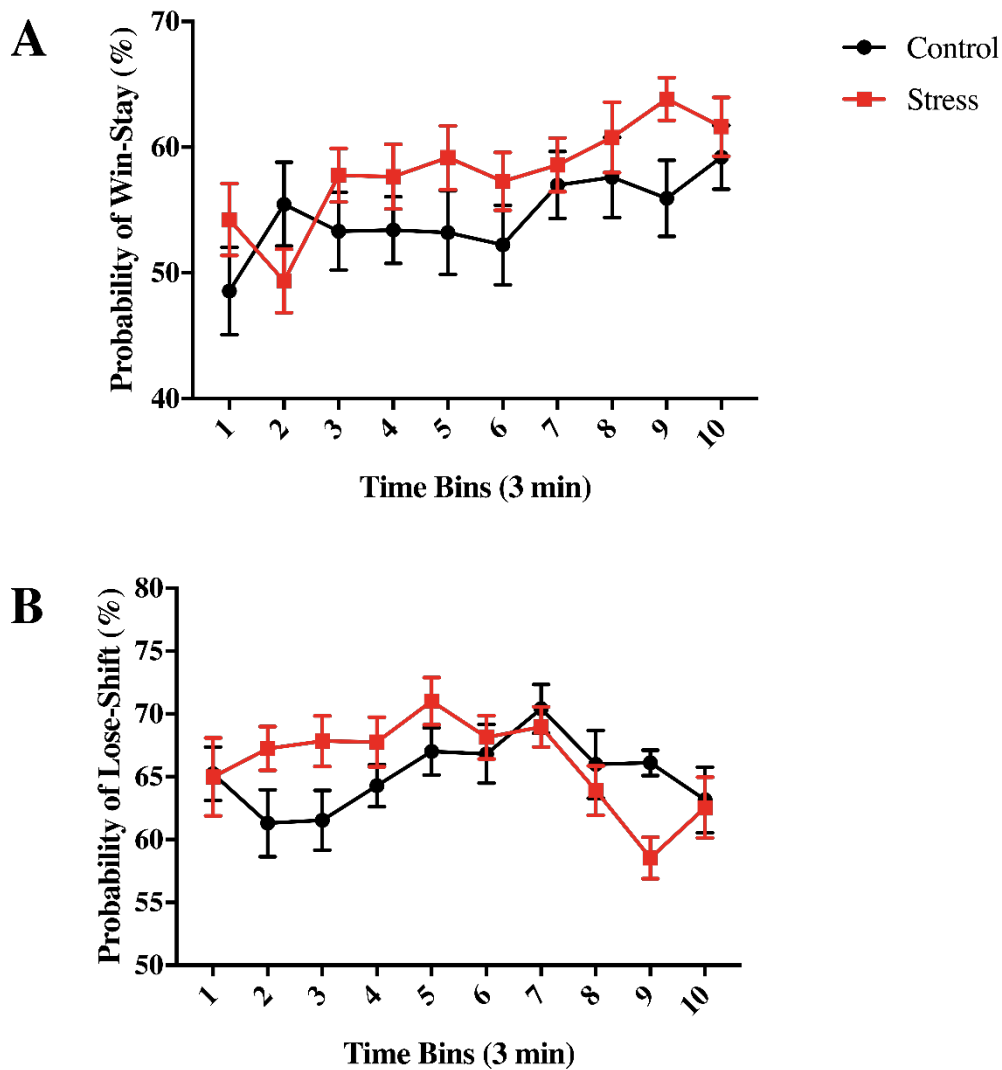 A
Probability of Win-Stay (%)
70
60
50
40
1 2 3 4 5 6 7 8 9 10
Time Bins (3 min)
Control
Stress
B
Probability of Lose-Shift (%)
80
75
70
65
60
55
50
1 2 3 4 5 6 7 8 9 10
Time Bins (3 min)